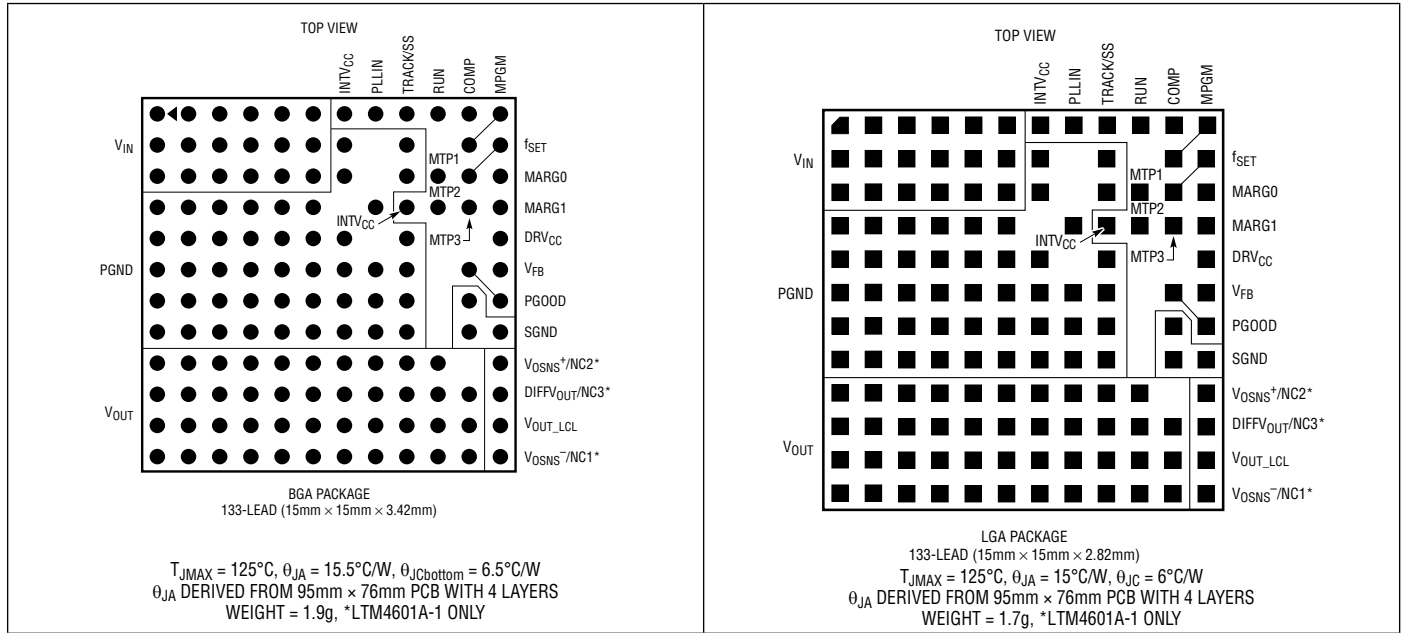 TOP VIEW
INTVCC
PLLIN
TRACK/SS
RUN
COMP
MPGM
VIN
PGND
VOUT
MTP1
MTP2
INTVCC
MTP3
fSET
MARG0
MARG1
DRVCC
VFB
PGOOD
SGND
VOSNS+/NC2*
DIFFVOUT/NC3*
VOUT_LCL
VOSNS–/NC1*
BGA PACKAGE
133-LEAD (15mm × 15mm × 3.42mm)
TJMAX = 125°C, θJA = 15.5°C/W, θJCbottom = 6.5°C/W
θJA DERIVED FROM 95mm × 76mm PCB WITH 4 LAYERS
WEIGHT = 1.9g, *LTM4601A-1 ONLY
TOP VIEW
INTVCC
PLLIN
TRACK/SS
RUN
COMP
MPGM
VIN
PGND
VOUT
MTP1
MTP2
INTVCC
MTP3
fSET
MARG0
MARG1
DRVCC
VFB
PGOOD
SGND
VOSNS+/NC2*
DIFFVOUT/NC3*
VOUT_LCL
VOSNS–/NC1*
LGA PACKAGE
133-LEAD (15mm × 15mm × 2.82mm)
TJMAX = 125°C, θJA = 15°C/W, θJC = 6°C/W
θJA DERIVED FROM 95mm × 76mm PCB WITH 4 LAYERS
WEIGHT = 1.7g, *LTM4601A-1 ONLY